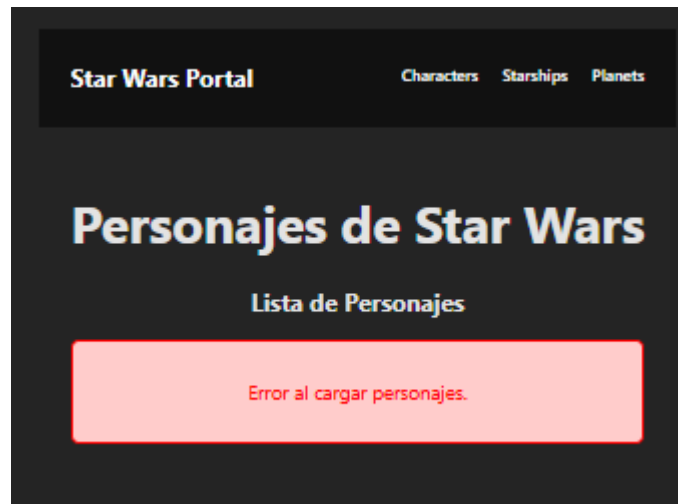 Star Wars Portal
Characters Starships Planets
Personajes de Star Wars
Lista de Personajes
Error al cargar personajes.